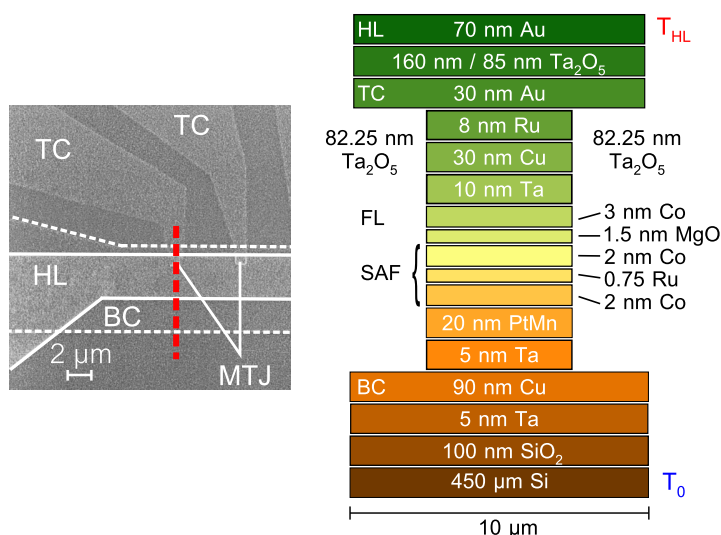 TC
TC
HL
BC
2 μm
MTJ
HL 70 nm Au
T_HL
160 nm / 85 nm Ta₂O₅
TC 30 nm Au
8 nm Ru
82.25 nm
Ta₂O₅
82.25 nm
Ta₂O₅
30 nm Cu
10 nm Ta
FL
3 nm Co
1.5 nm MgO
SAF
2 nm Co
0.75 Ru
2 nm Co
20 nm PtMn
5 nm Ta
BC 90 nm Cu
5 nm Ta
100 nm SiO₂
450 μm Si
T₀
10 μm